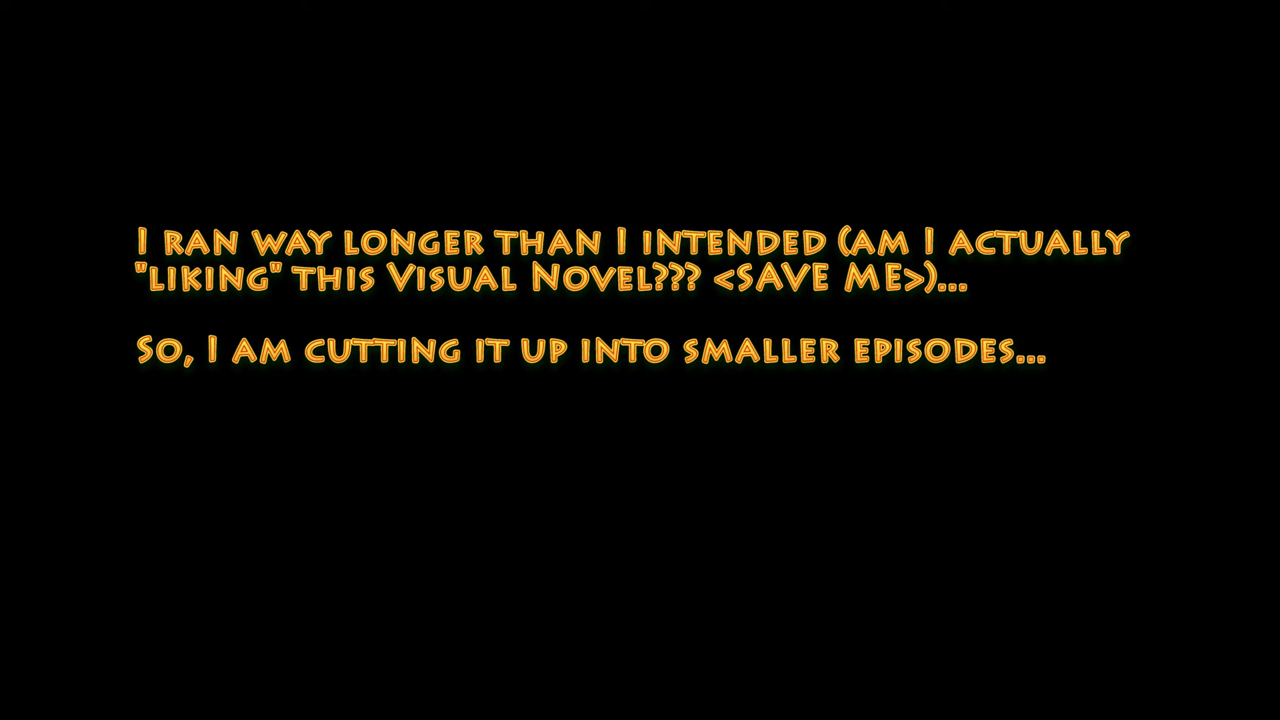 I ran way longer than I intended (am I actually
"liking" this Visual Novel??? <SAVE ME>)...
So, I am cutting it up into smaller episodes...